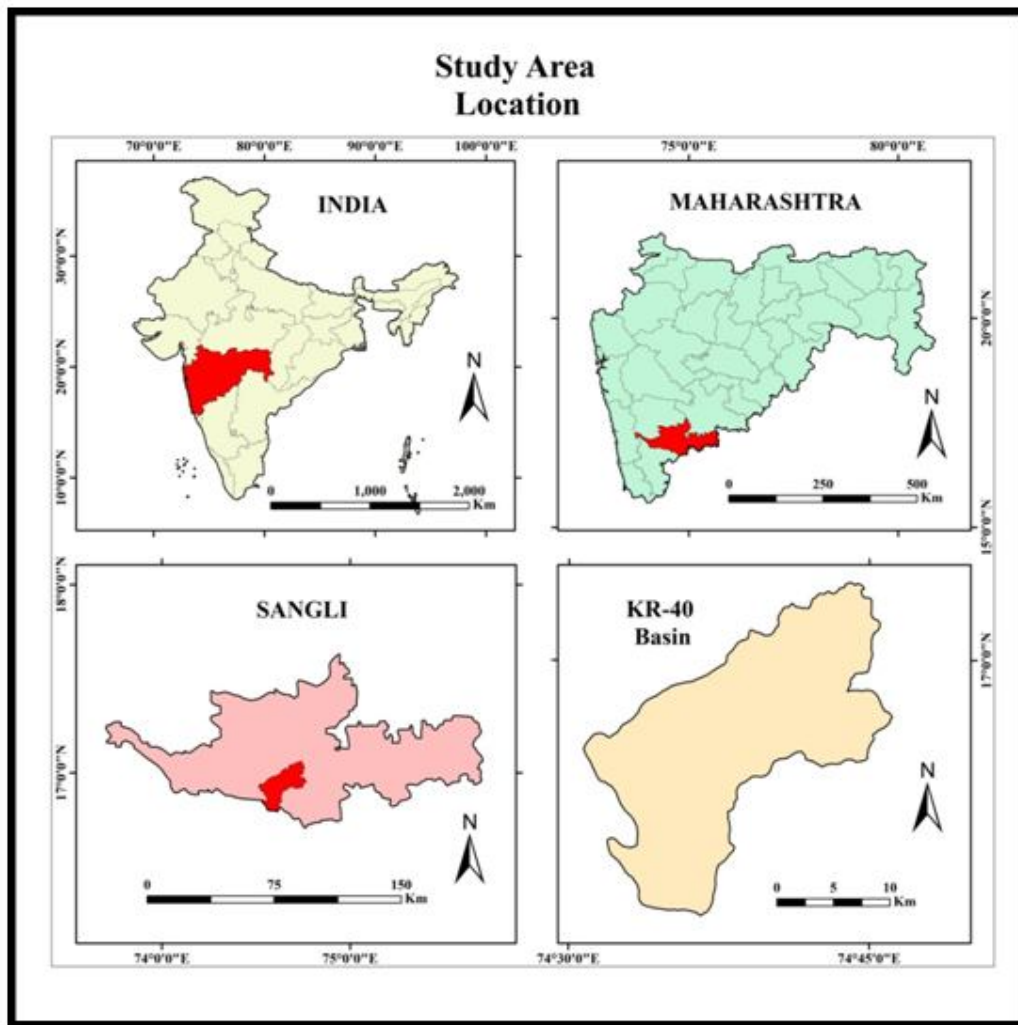 Study Area
Location
70°0'0"E 80°0'0"E 90°0'0"E 100°0'0"E
30°0'0"N
20°0'0"N
10°0'0"N
INDIA
N
0 1,000 2,000
Km
75°0'0"E 80°0'0"E
MAHARASHTRA
20°0'0"N
15°0'0"N
N
0 250 500
Km
18°0'0"N
17°0'0"N
SANGLI
N
0 75 150
Km
74°0'0"E 75°0'0"E
KR-40
Basin
17°0'0"N
N
0 5 10
Km
74°30'0"E 74°45'0"E